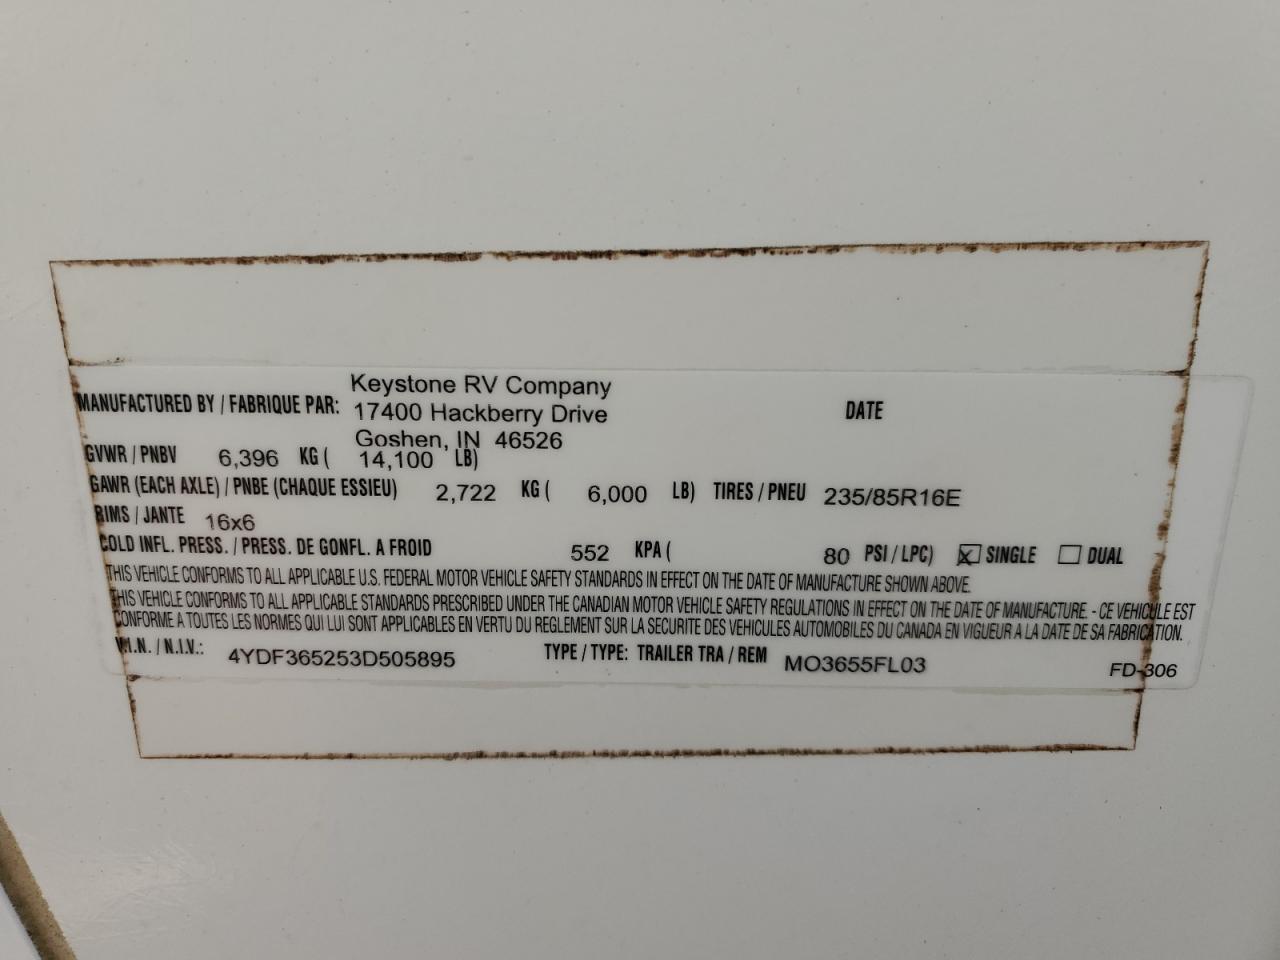 Keystone RV Company
MANUFACTURED BY / FABRIQUE PAR: 17400 Hackberry Drive DATE
Goshen, IN 46526
GVWR / PNBV 6,396 KG ( 14,100 LB)
GAWR (EACH AXLE) / PNBE (CHAQUE ESSIEU) 2,722 KG ( 6,000 LB) TIRES / PNEU 235/85R16E
RIMS / JANTE 16x6
COLD INFL. PRESS. / PRESS. DE GONFL. A FROID 552 KPA ( 80 PSI / LPC) ☒ SINGLE ☐ DUAL
THIS VEHICLE CONFORMS TO ALL APPLICABLE U.S. FEDERAL MOTOR VEHICLE SAFETY STANDARDS IN EFFECT ON THE DATE OF MANUFACTURE SHOWN ABOVE.
THIS VEHICLE CONFORMS TO ALL APPLICABLE STANDARDS PRESCRIBED UNDER THE CANADIAN MOTOR VEHICLE SAFETY REGULATIONS IN EFFECT ON THE DATE OF MANUFACTURE. - CE VEHICULE EST
CONFORME A TOUTES LES NORMES QUI LUI SONT APPLICABLES EN VERTU DU REGLEMENT SUR LA SECURITE DES VEHICULES AUTOMOBILES DU CANADA EN VIGUEUR A LA DATE DE SA FABRICATION.
V.I.N. / N.I.V.: 4YDF365253D505895 TYPE / TYPE: TRAILER TRA / REM MO3655FL03 FD-306